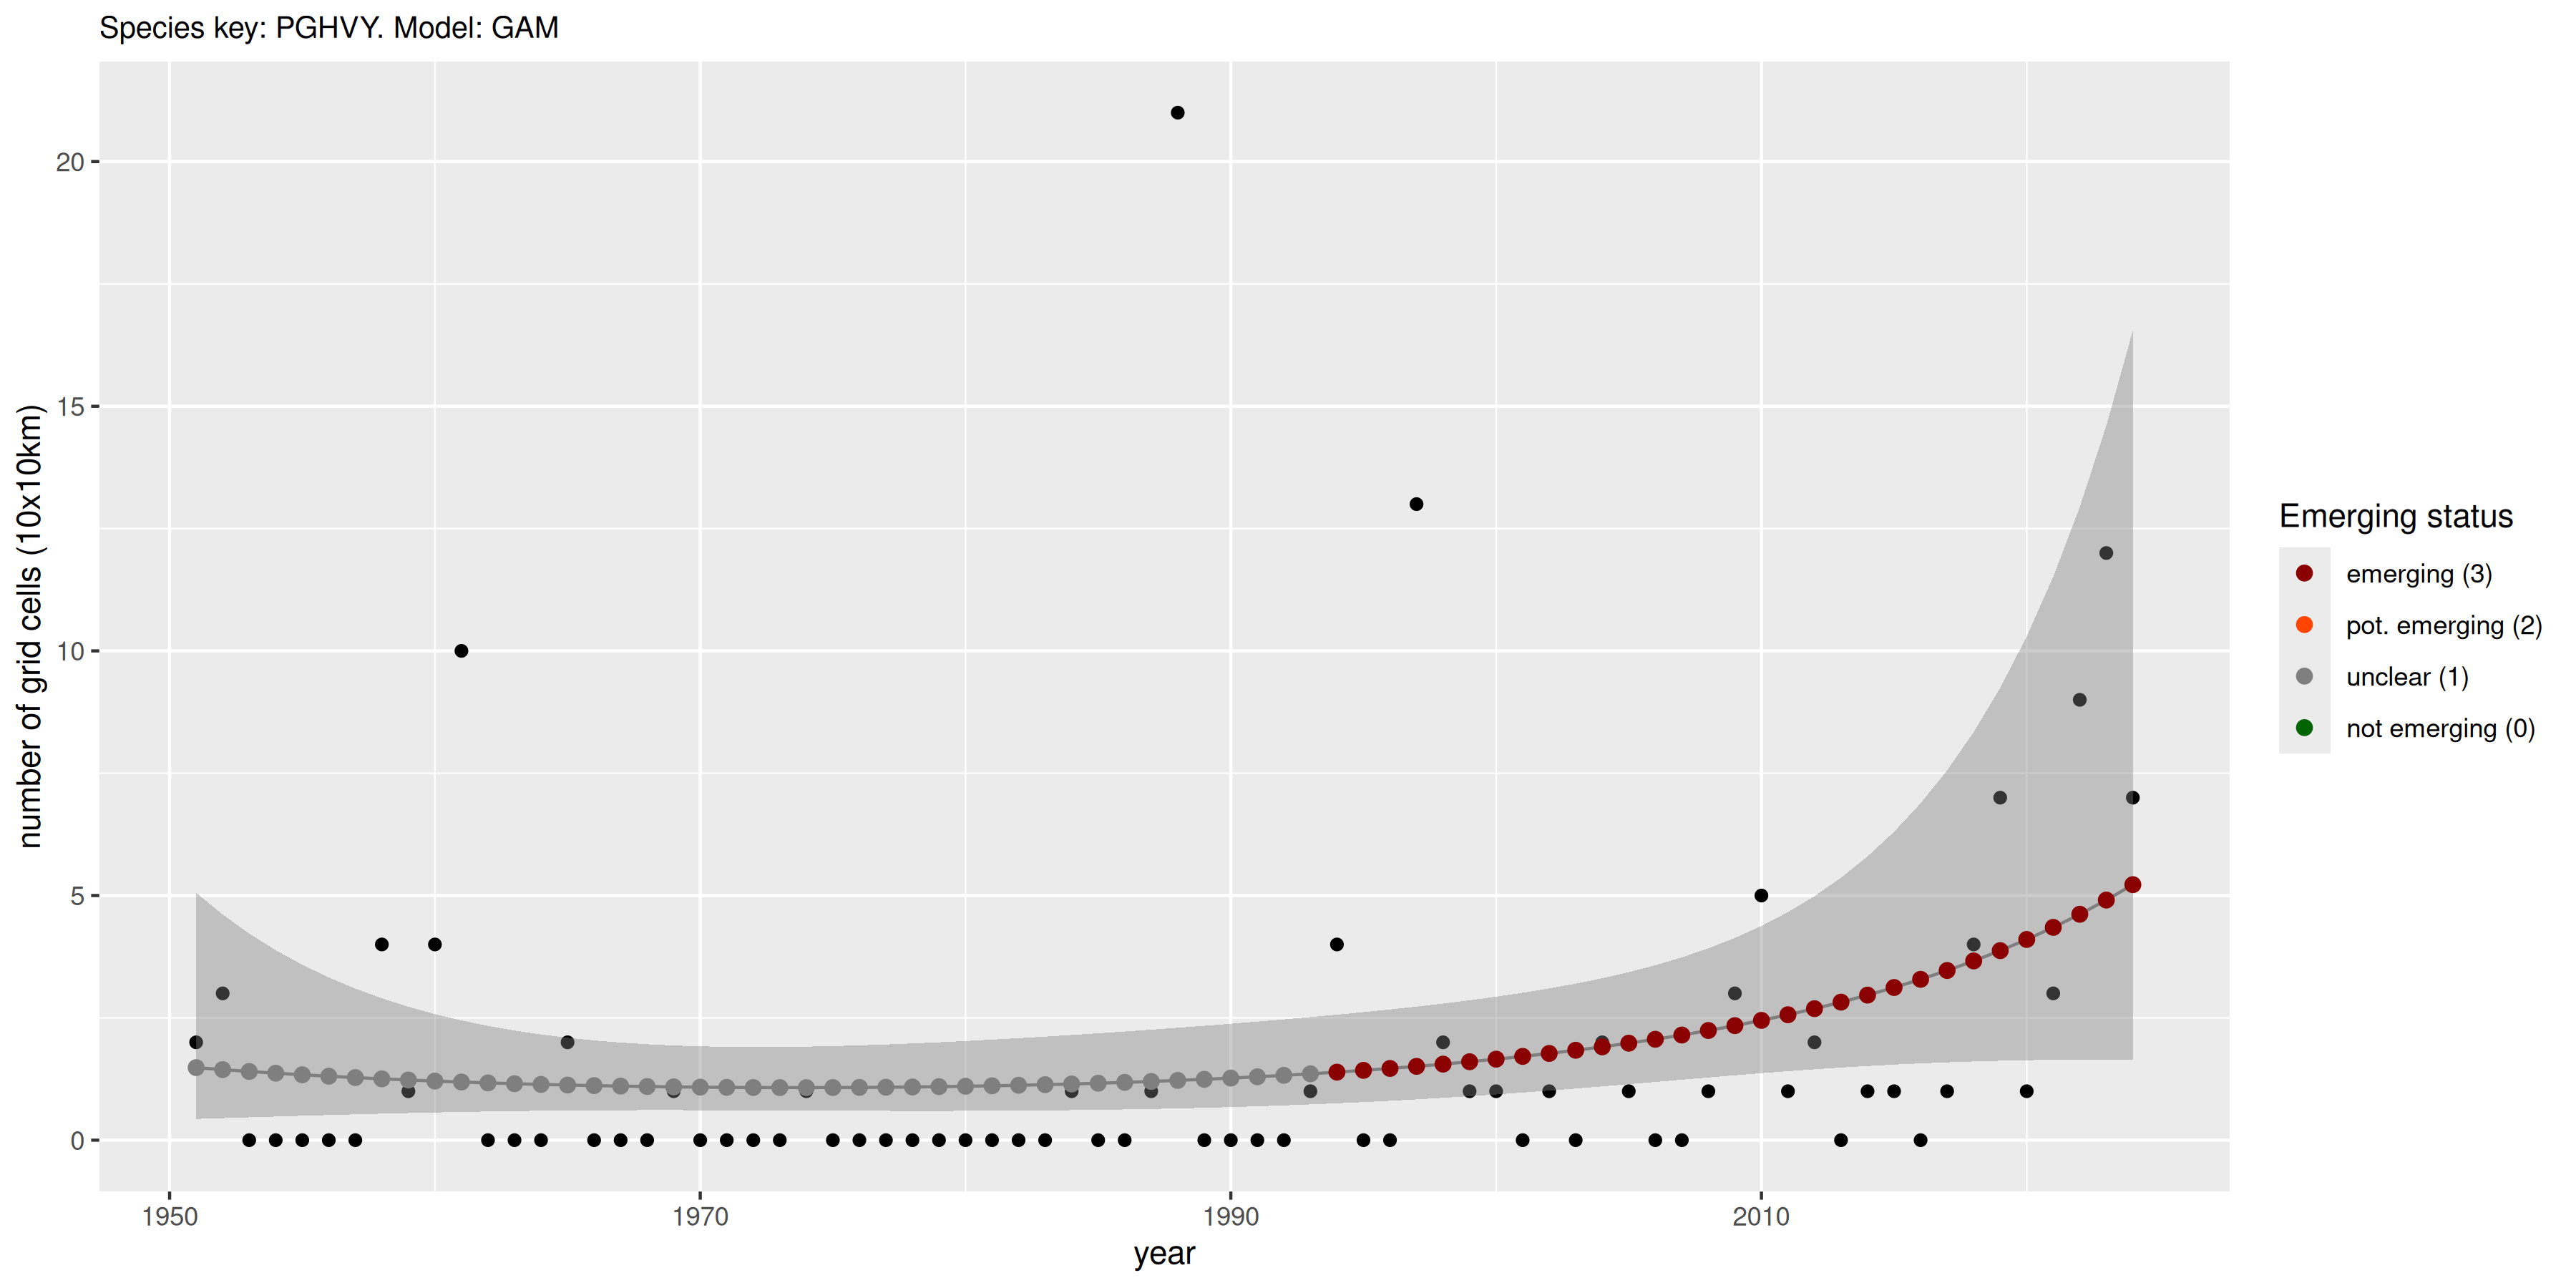 Species key: PGHVY. Model: GAM
number of grid cells (10x10km)
20
15
10
5
0
1950
1970
1990
2010
year
Emerging status
emerging (3)
pot. emerging (2)
unclear (1)
not emerging (0)